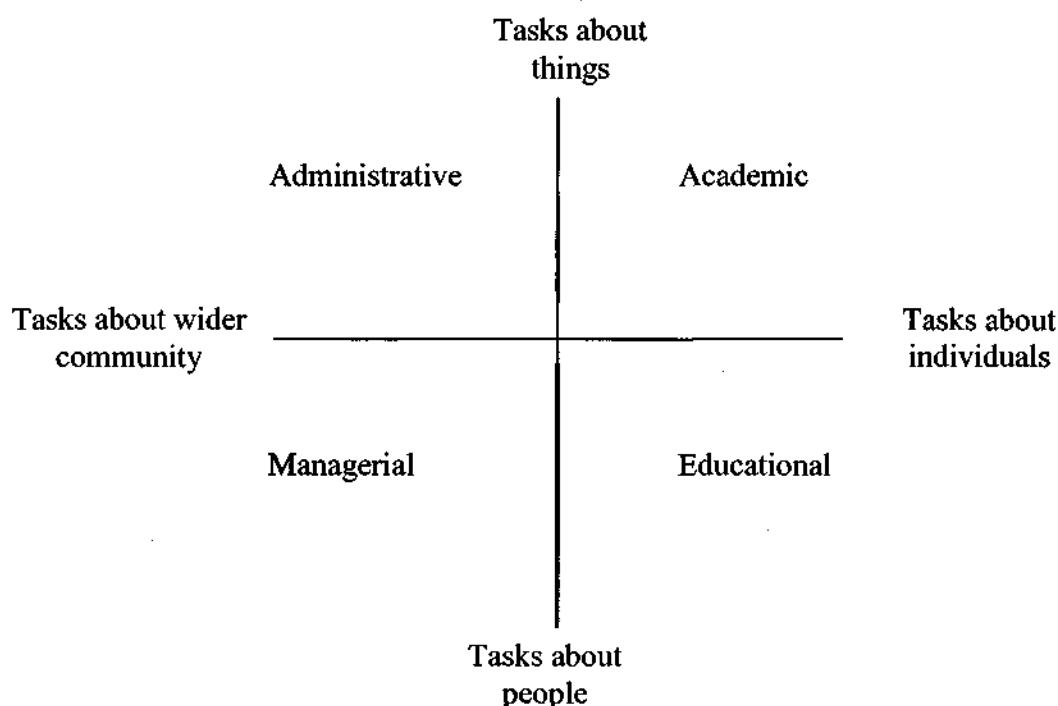 Tasks about
things
Administrative
Academic
Tasks about wider
community
Tasks about
individuals
Managerial
Educational
Tasks about
people